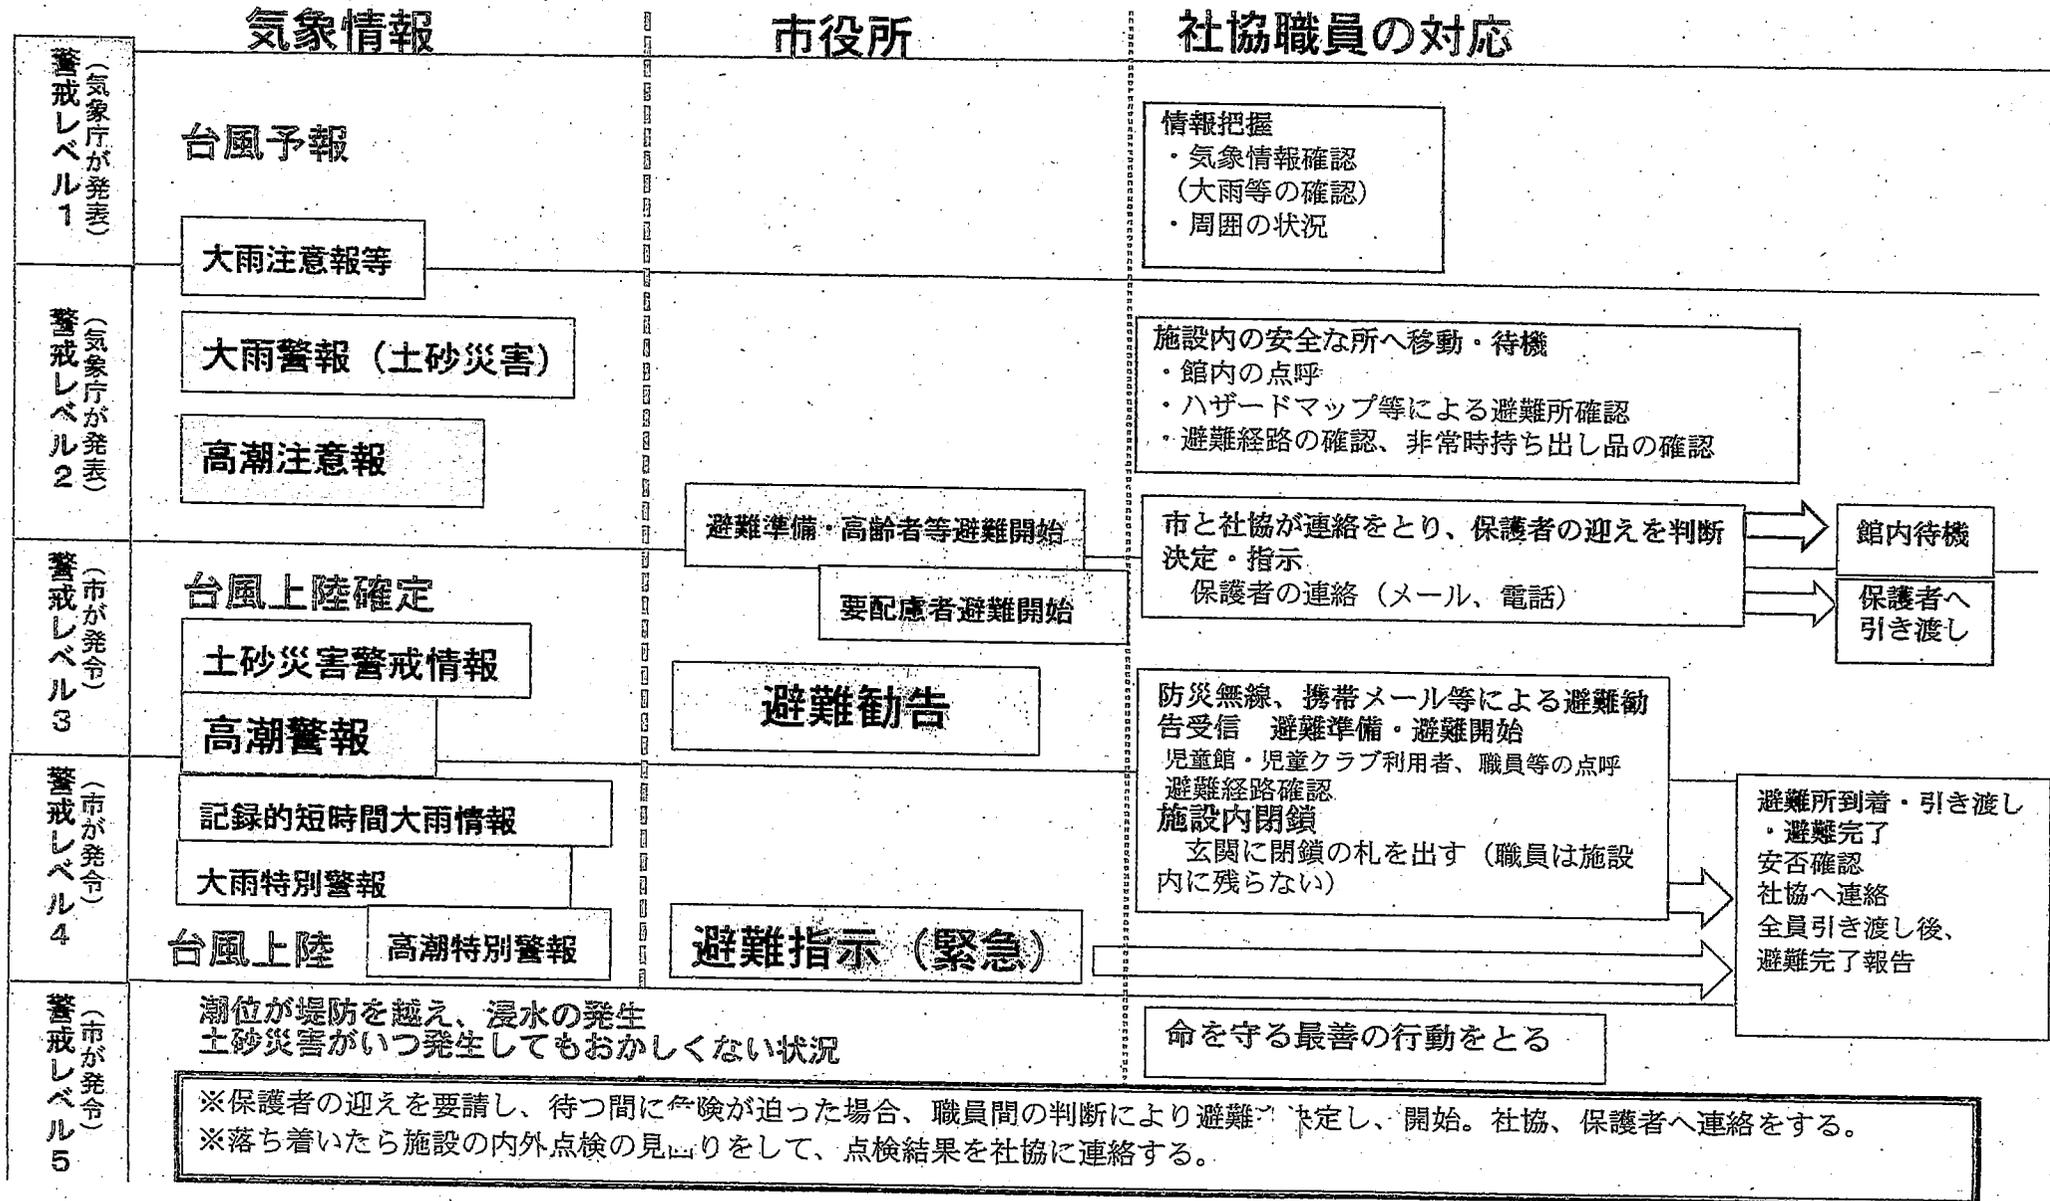 気象情報
市役所
社協職員の対応
警戒レベル1
（気象庁が発表）
台風予報
大雨注意報等
情報把握
・気象情報確認
（大雨等の確認）
・周囲の状況
警戒レベル2
（気象庁が発表）
大雨警報（土砂災害）
高潮注意報
避難準備・高齢者等避難開始
施設内の安全な所へ移動・待機
・館内の点呼
・ハザードマップ等による避難所確認
・避難経路の確認、非常時持ち出し品の確認
市と社協が連絡をとり、保護者の迎えを判断
決定・指示
保護者の連絡（メール、電話）
館内待機
保護者へ
引き渡し
警戒レベル3
（市が発令）
台風上陸確定
土砂災害警戒情報
高潮警報
要配慮者避難開始
避難勧告
防災無線、携帯メール等による避難勧
告受信　避難準備・避難開始
児童館・児童クラブ利用者、職員等の点呼
避難経路確認
施設内閉鎖
玄関に閉鎖の札を出す（職員は施設
内に残らない）
警戒レベル4
（市が発令）
記録的短時間大雨情報
大雨特別警報
台風上陸
高潮特別警報
避難指示（緊急）
避難所到着・引き渡し
・避難完了
安否確認
社協へ連絡
全員引き渡し後、
避難完了報告
警戒レベル5
（市が発令）
潮位が堤防を越え、浸水の発生
土砂災害がいつ発生してもおかしくない状況
命を守る最善の行動をとる
※保護者の迎えを要請し、待つ間に危険が迫った場合、職員間の判断により避難 決定し、開始。社協、保護者へ連絡をする。
※落ち着いたら施設の内外点検の見回りをして、点検結果を社協に連絡する。